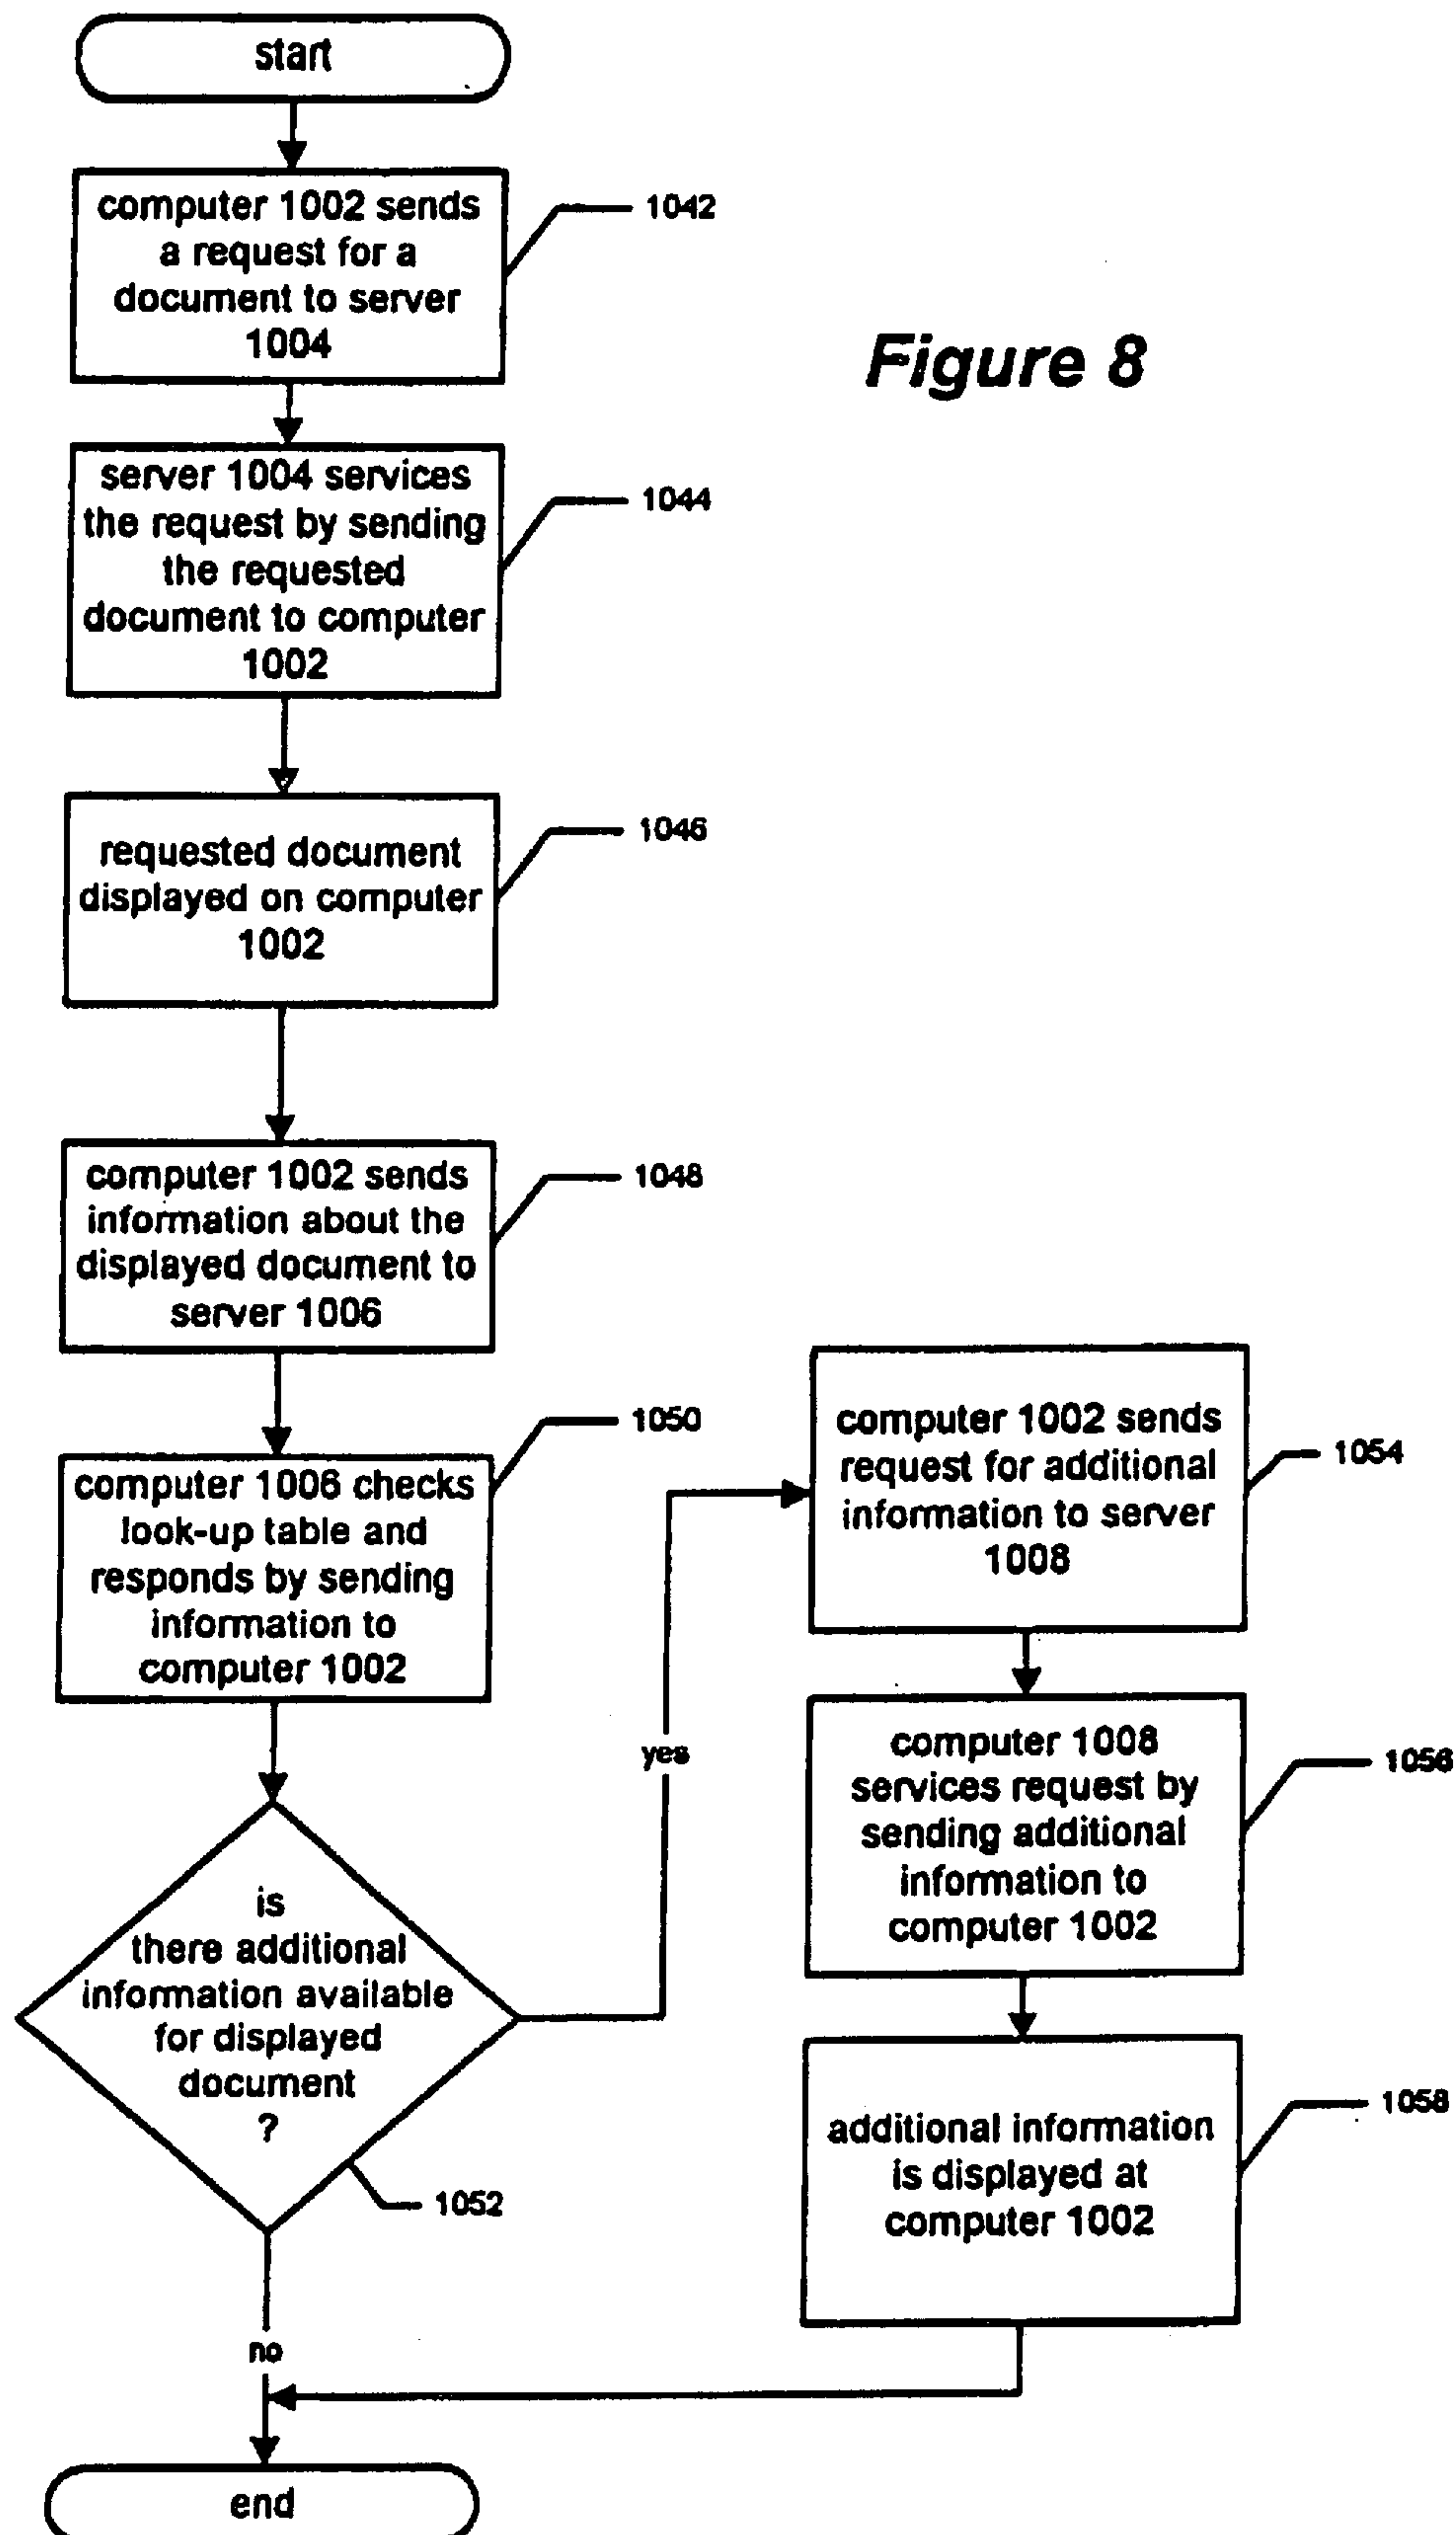 start
computer 1002 sends
a request for a
document to server
1004
1042
Figure 8
server 1004 services
the request by sending
the requested
document to computer
1002
1044
requested document
displayed on computer
1002
1046
computer 1002 sends
information about the
displayed document to
server 1006
1048
computer 1006 checks
look-up table and
responds by sending
information to
computer 1002
1050
is
there additional
information available
for displayed
document
?
1052
yes
no
computer 1002 sends
request for additional
information to server
1008
1054
computer 1008
services request by
sending additional
information to
computer 1002
1056
additional information
is displayed at
computer 1002
1058
end